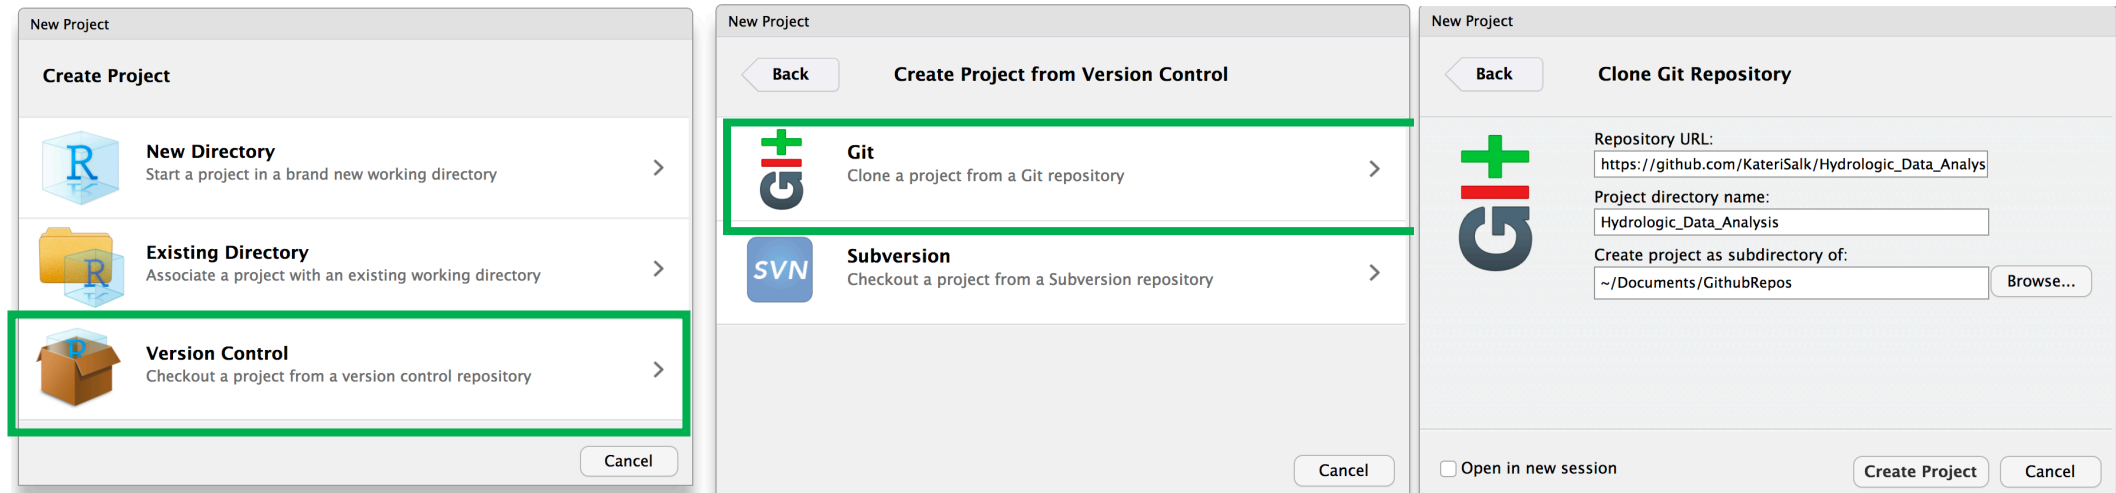 New Project
Create Project
R
New Directory
Start a project in a brand new working directory
R
Existing Directory
Associate a project with an existing working directory
R
Version Control
Checkout a project from a version control repository
Cancel
New Project
Back
Create Project from Version Control
Git
Git
Clone a project from a Git repository
SVN
Subversion
Checkout a project from a Subversion repository
Cancel
New Project
Back
Clone Git Repository
Git
Repository URL:
https://github.com/KateriSalk/Hydrologic_Data_Analys
Project directory name:
Hydrologic_Data_Analysis
Create project as subdirectory of:
~/Documents/GithubRepos
Browse...
Open in new session
Create Project
Cancel